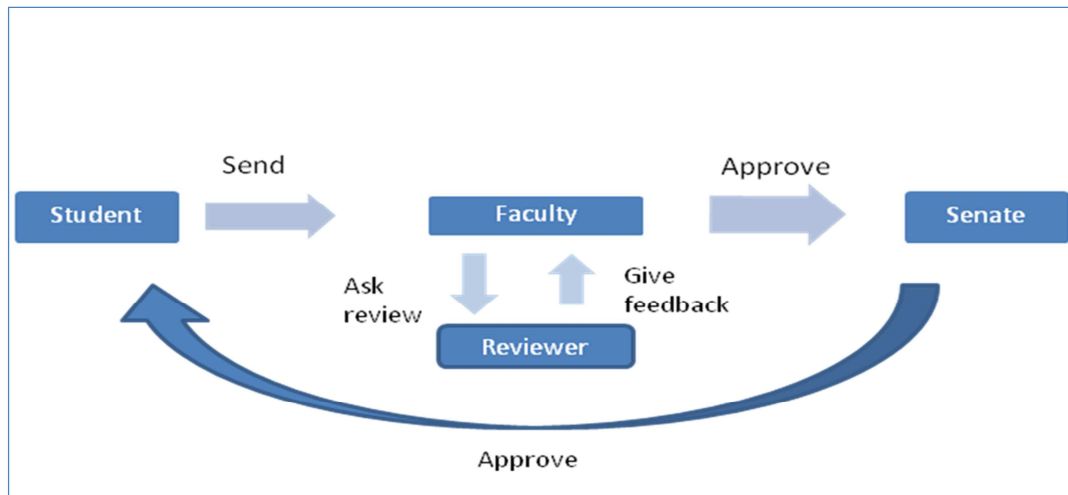 Send
Approve
Student
Faculty
Senate
Ask
review
Give
feedback
Reviewer
Approve